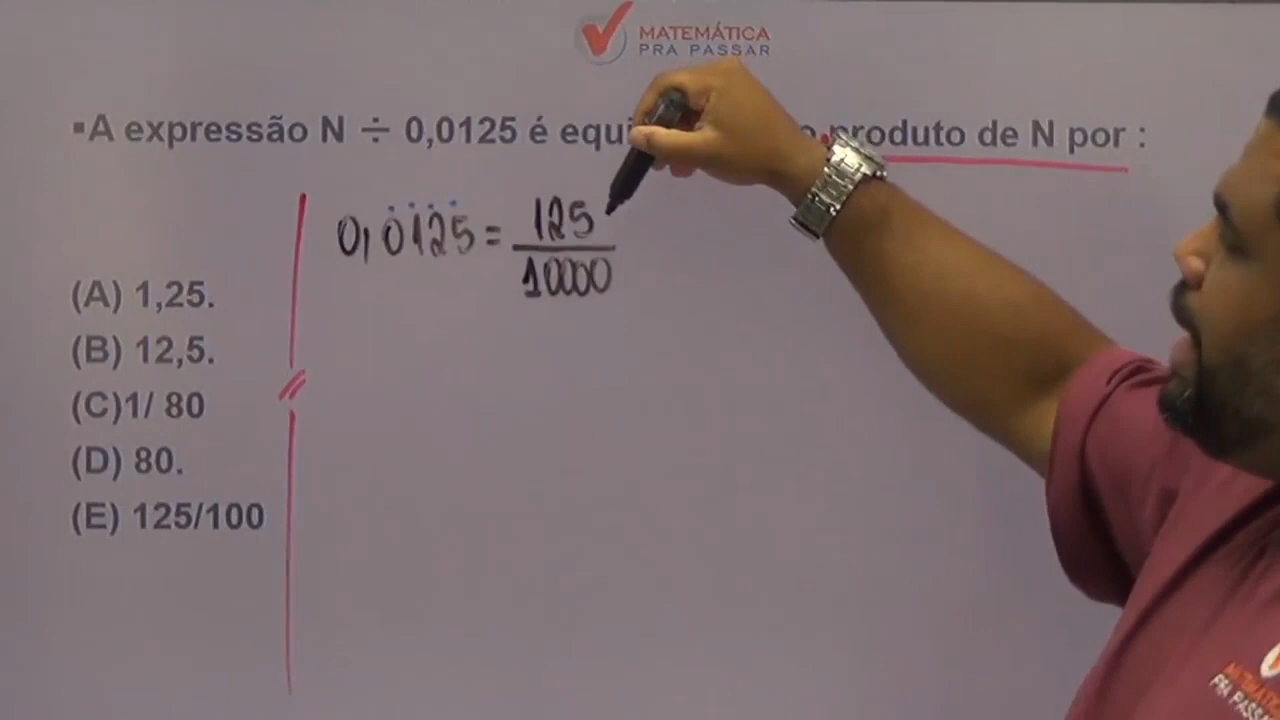 MATEMÁTICA
PRA PASSAR
▪A expressão N ÷ 0,0125 é produto de N por :
0,0125 = 125
10000
(A) 1,25.
(B) 12,5.
(C)1/ 80
(D) 80.
(E) 125/100
PRA